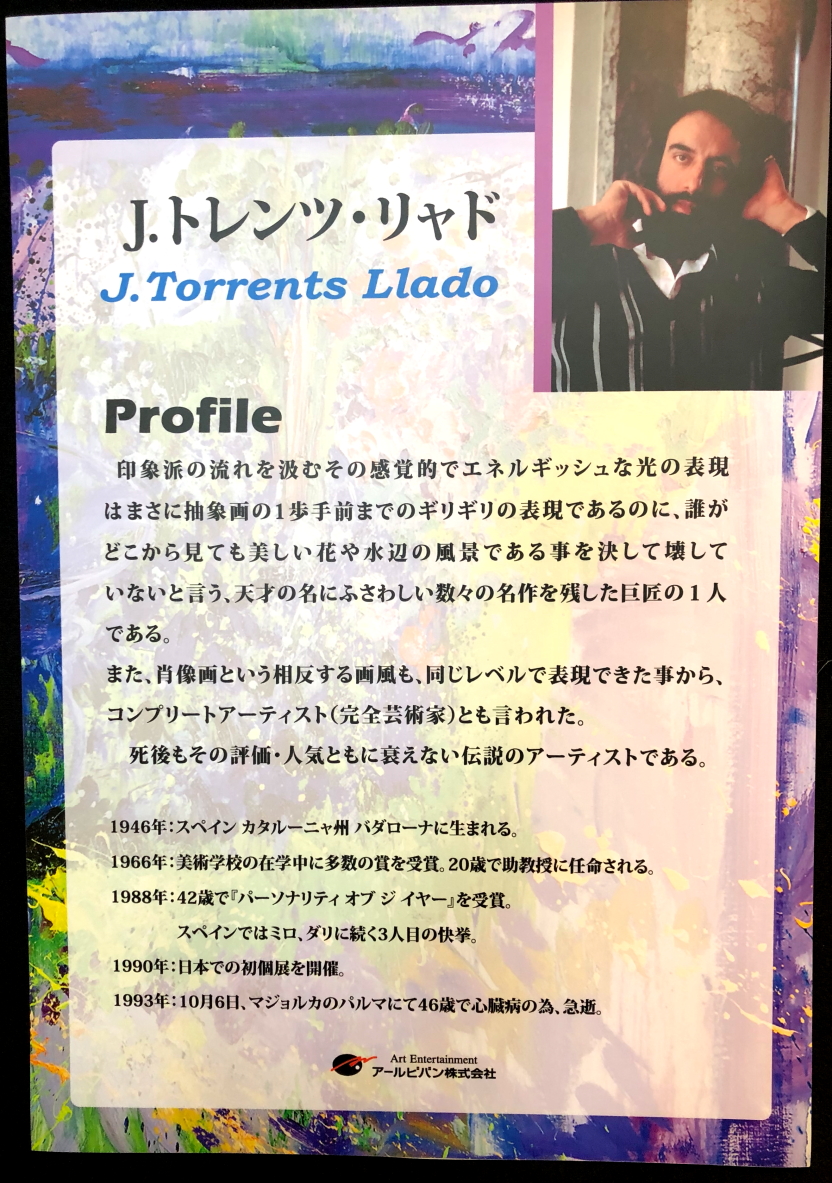 J.トレンツ・リャド
J.Torrents Llado
Profile
印象派の流れを汲むその感覚的でエネルギッシュな光の表現
はまさに抽象画の1歩手前までのギリギリの表現であるのに、誰が
どこから見ても美しい花や水辺の風景である事を決して壊して
いないと言う、天才の名にふさわしい数々の名作を残した巨匠の1人
である。
また、肖像画という相反する画風も、同じレベルで表現できた事から、
コンプリートアーティスト(完全芸術家)とも言われた。
死後もその評価・人気ともに衰えない伝説のアーティストである。
1946年:スペイン カタルーニャ州 バダローナに生まれる。
1966年:美術学校の在学中に多数の賞を受賞。20歳で助教授に任命される。
1988年:42歳で『パーソナリティ オブ ジ イヤー』を受賞。
スペインではミロ、ダリに続く3人目の快挙。
1990年:日本での初個展を開催。
1993年:10月6日、マジョルカのパルマにて46歳で心臓病の為、急逝。
Art Entertainment
アールビバン株式会社